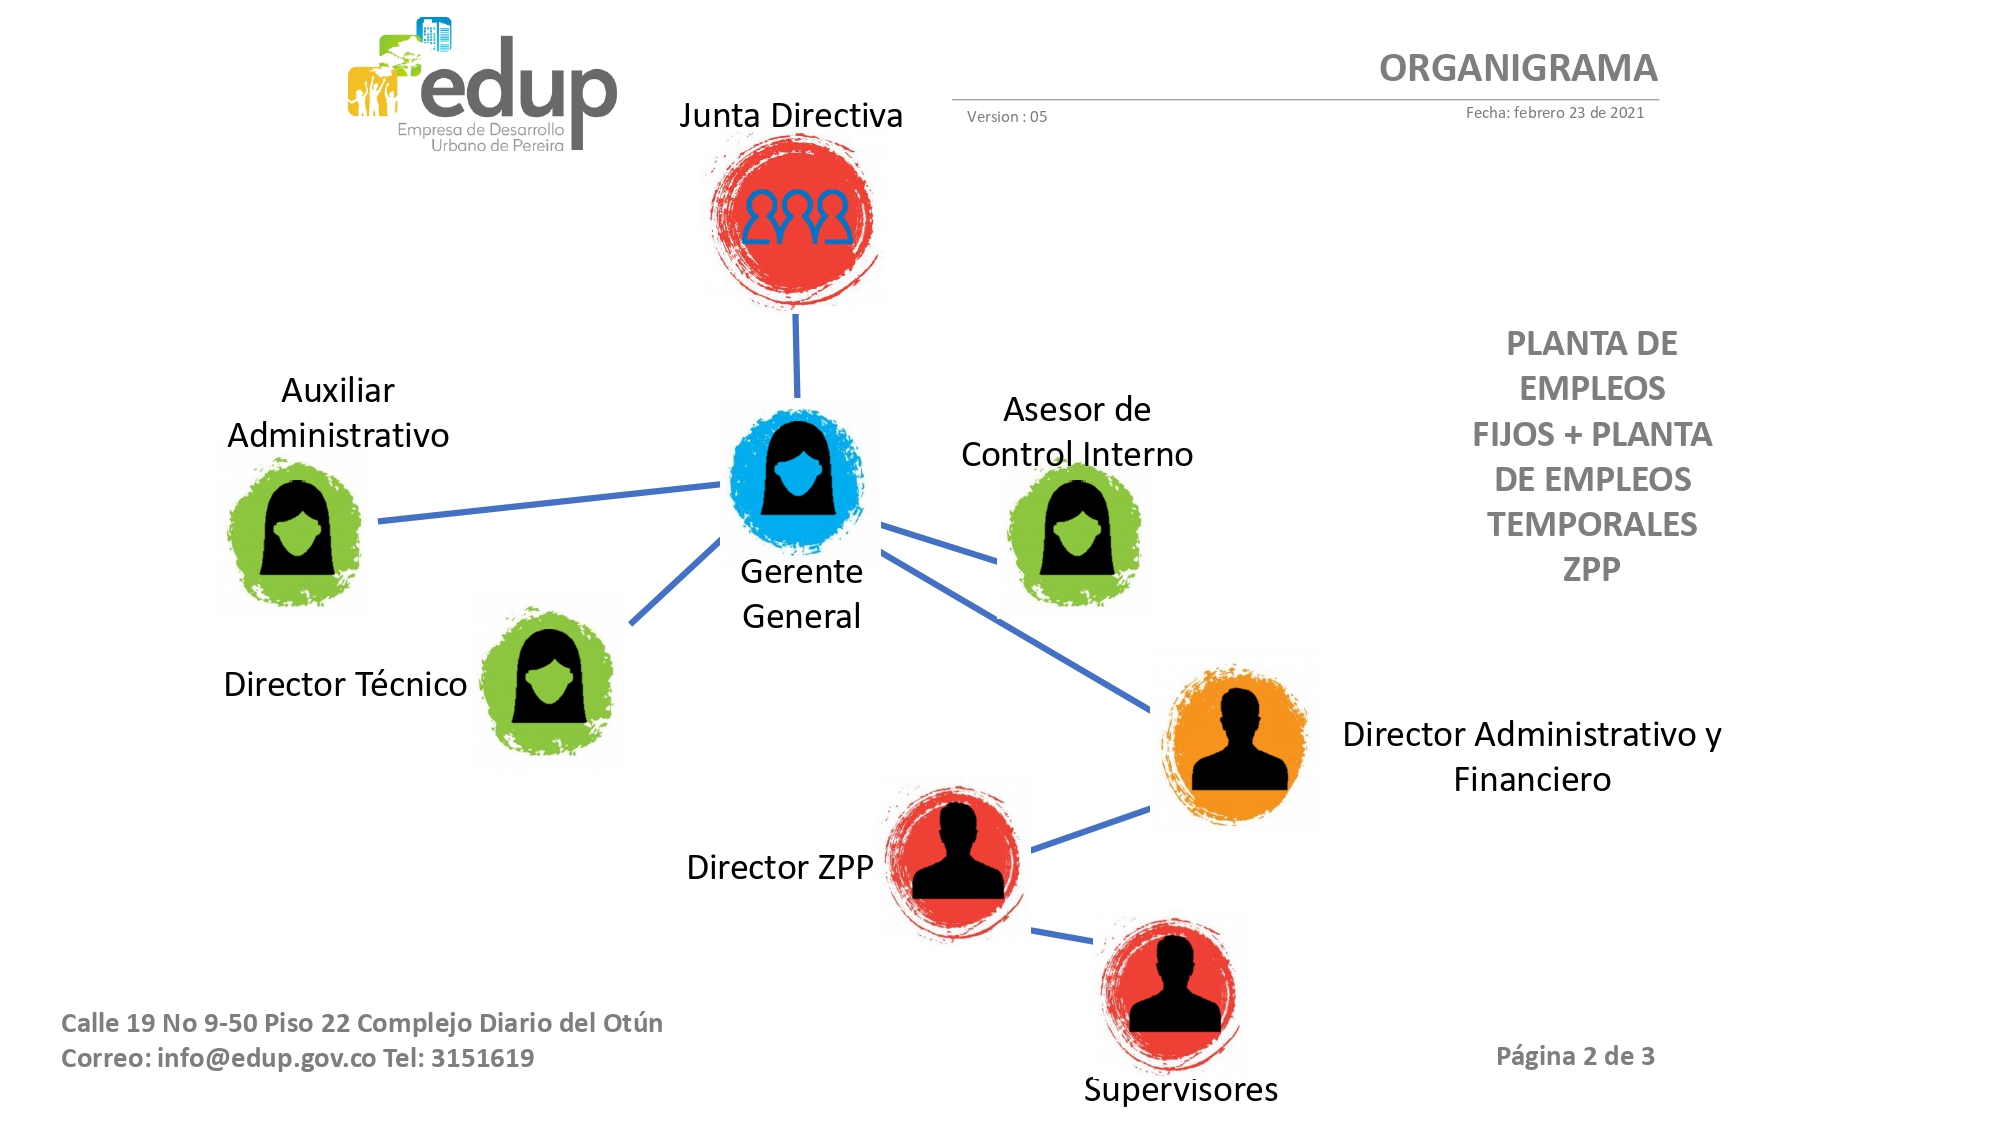 edup
Empresa de Desarrollo
Urbano de Pereira
ORGANIGRAMA
Version : 05
Fecha: febrero 23 de 2021
Junta Directiva
Auxiliar
Administrativo
Asesor de
Control Interno
Gerente
General
PLANTA DE
EMPLEOS
FIJOS + PLANTA
DE EMPLEOS
TEMPORALES
ZPP
Director Técnico
Director Administrativo y
Financiero
Director ZPP
Supervisores
Calle 19 No 9-50 Piso 22 Complejo Diario del Otún
Correo: info@edup.gov.co Tel: 3151619
Página 2 de 3